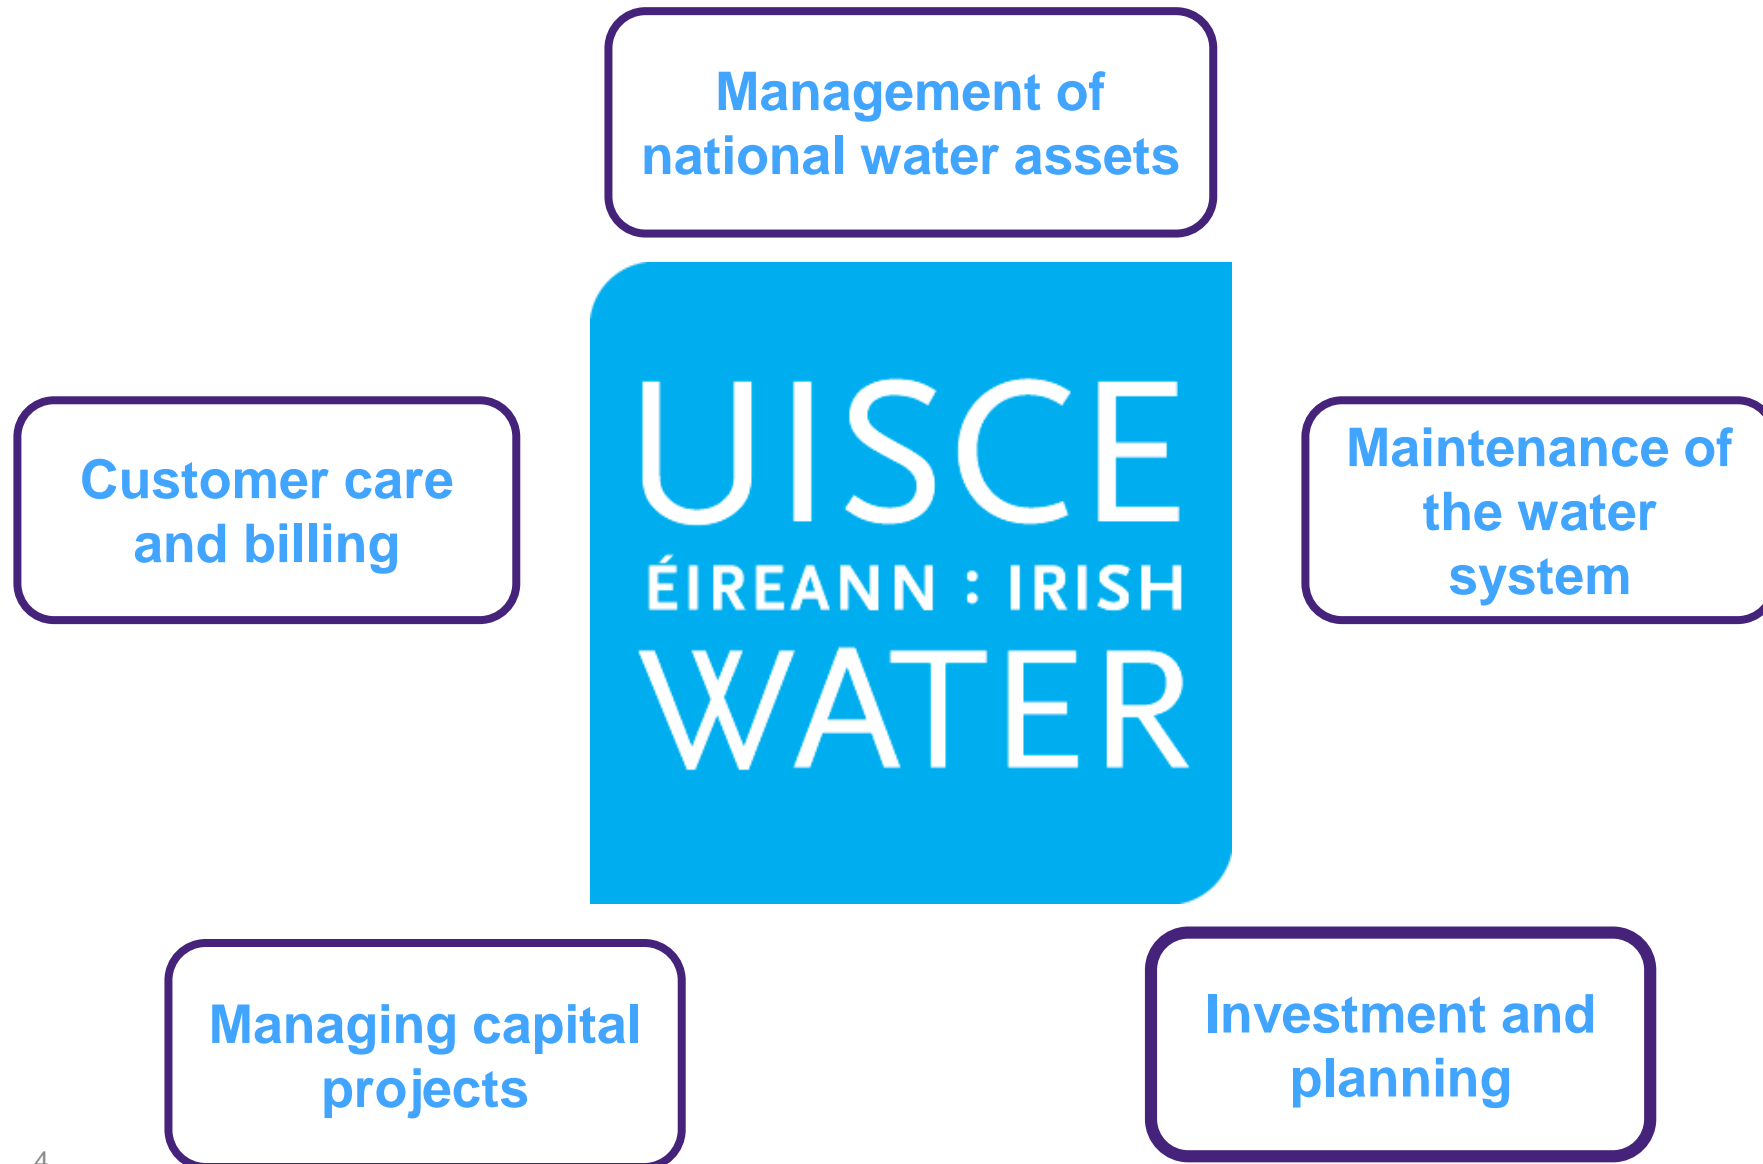 Management of
national water assets
Customer care
and billing
UISCE
ÉIREANN : IRISH
WATER
Maintenance of
the water
system
Managing capital
projects
Investment and
planning
4